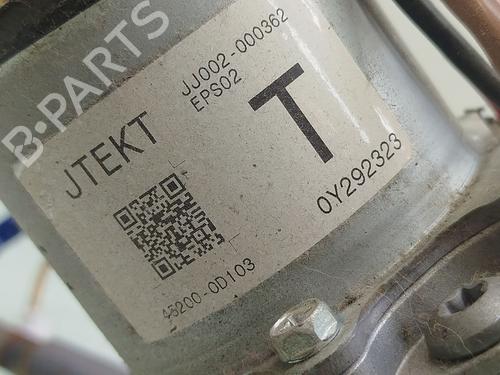 B-PARTS
JJ002-000362
EPS02
JTEKT
T
0Y292323
45200-0D103